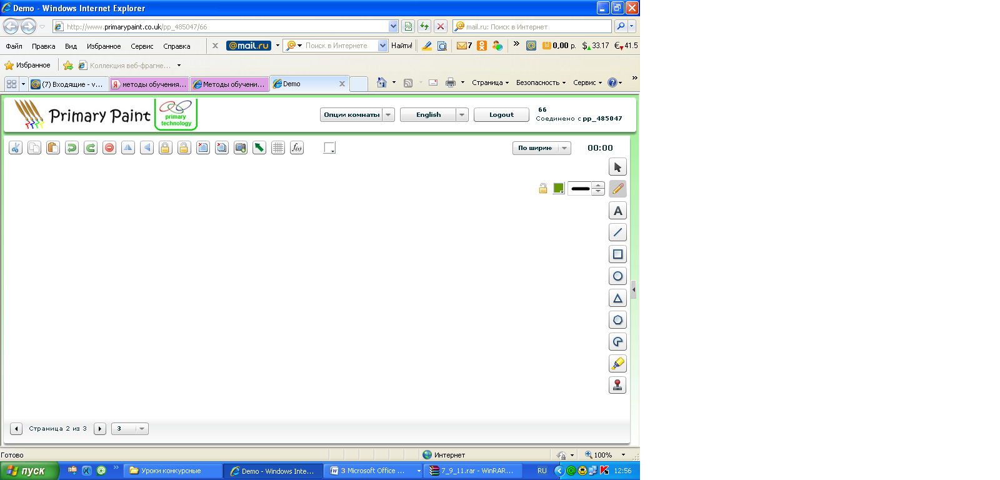 Demo - Windows Internet Explorer
http://www.primarypaint.co.uk/pp_485047/66
mail.ru: Поиск в Интернет
Файл Правка Вид Избранное Сервис Справка
@mail.ru Поиск в Интернете Найти! 7 » 0,00 р. $ 33.17 € 41.5
Избранное Коллекция веб-фрагме...
(7) Входящие - v... методы обучения... Методы обучени... Demo Страница Безопасность Сервис »
Primary Paint primary technology Опции комнаты English Logout
66
Соединено с pp_485047
f(x) По ширин 00:00
A
Страница 2 из 3 3
Готово Интернет 100%
пуск » Уроки конкурсные Demo - Windows Inte... 3 Microsoft Office ... 7_9_11.rar - WinRAR... RU 12:56